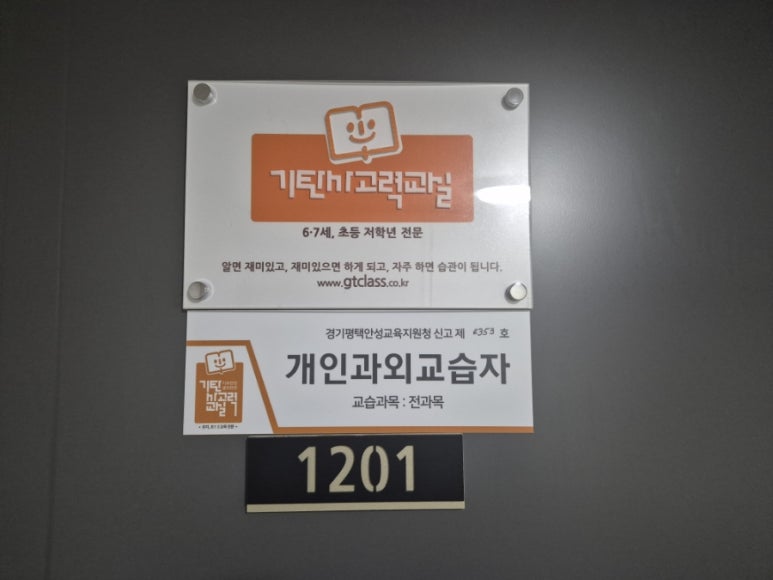 기탄사고력교실
6·7세, 초등 저학년 전문
알면 재미있고, 재미있으면 하게 되고, 자주 하면 습관이 됩니다.
www.gtclass.co.kr
경기평택안성교육지원청 신고 제 호
개인과외교습자
교습과목 : 전과목
기탄
사고력
교실
1201